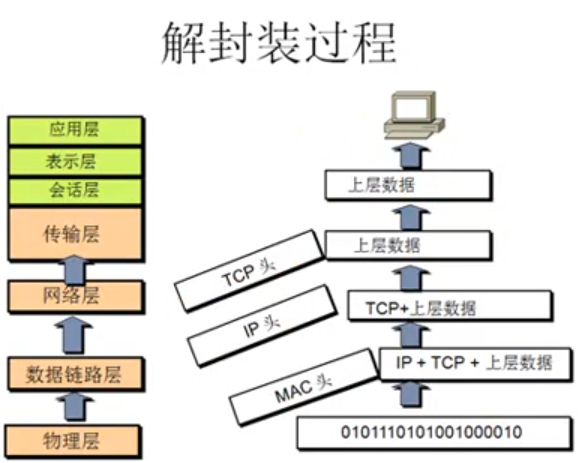 解封装过程
应用层
表示层
会话层
传输层
网络层
数据链路层
物理层
上层数据
上层数据
TCP 头
TCP+上层数据
IP 头
IP + TCP + 上层数据
MAC 头
0101110101001000010